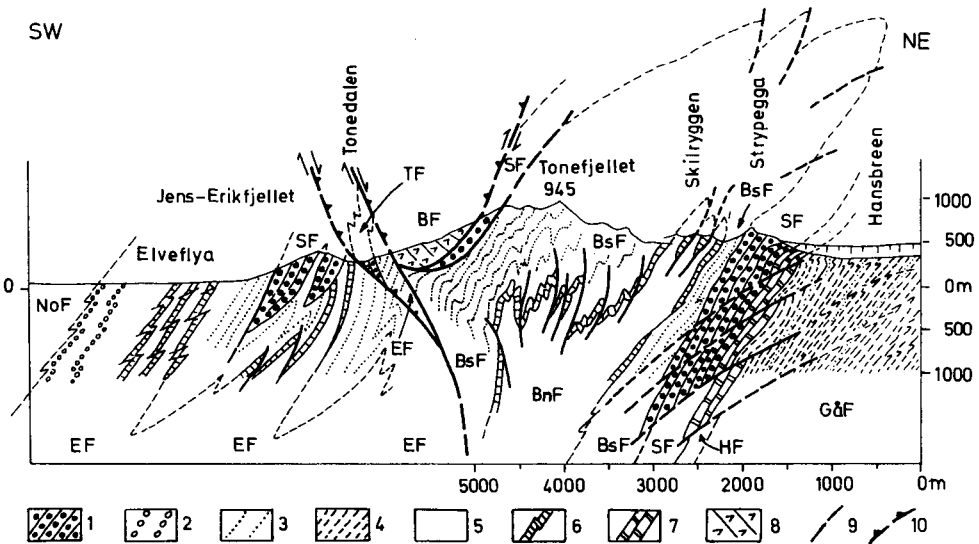 SW
NE
Tonedalen
Skilryggen
Strypegga
Hansbreen
TF
SF
Tonefjellet
945
BsF
SF
Jens-Erikfjellet
BF
Elveflya
SF
BsF
1000
500
0
0m
NoF
500
EF
BsF
1000
BnF
GåF
EF
EF
EF
BsF
SF
HF
5000
4000
3000
2000
1000
0m
1
2
3
4
5
6
7
8
9
10